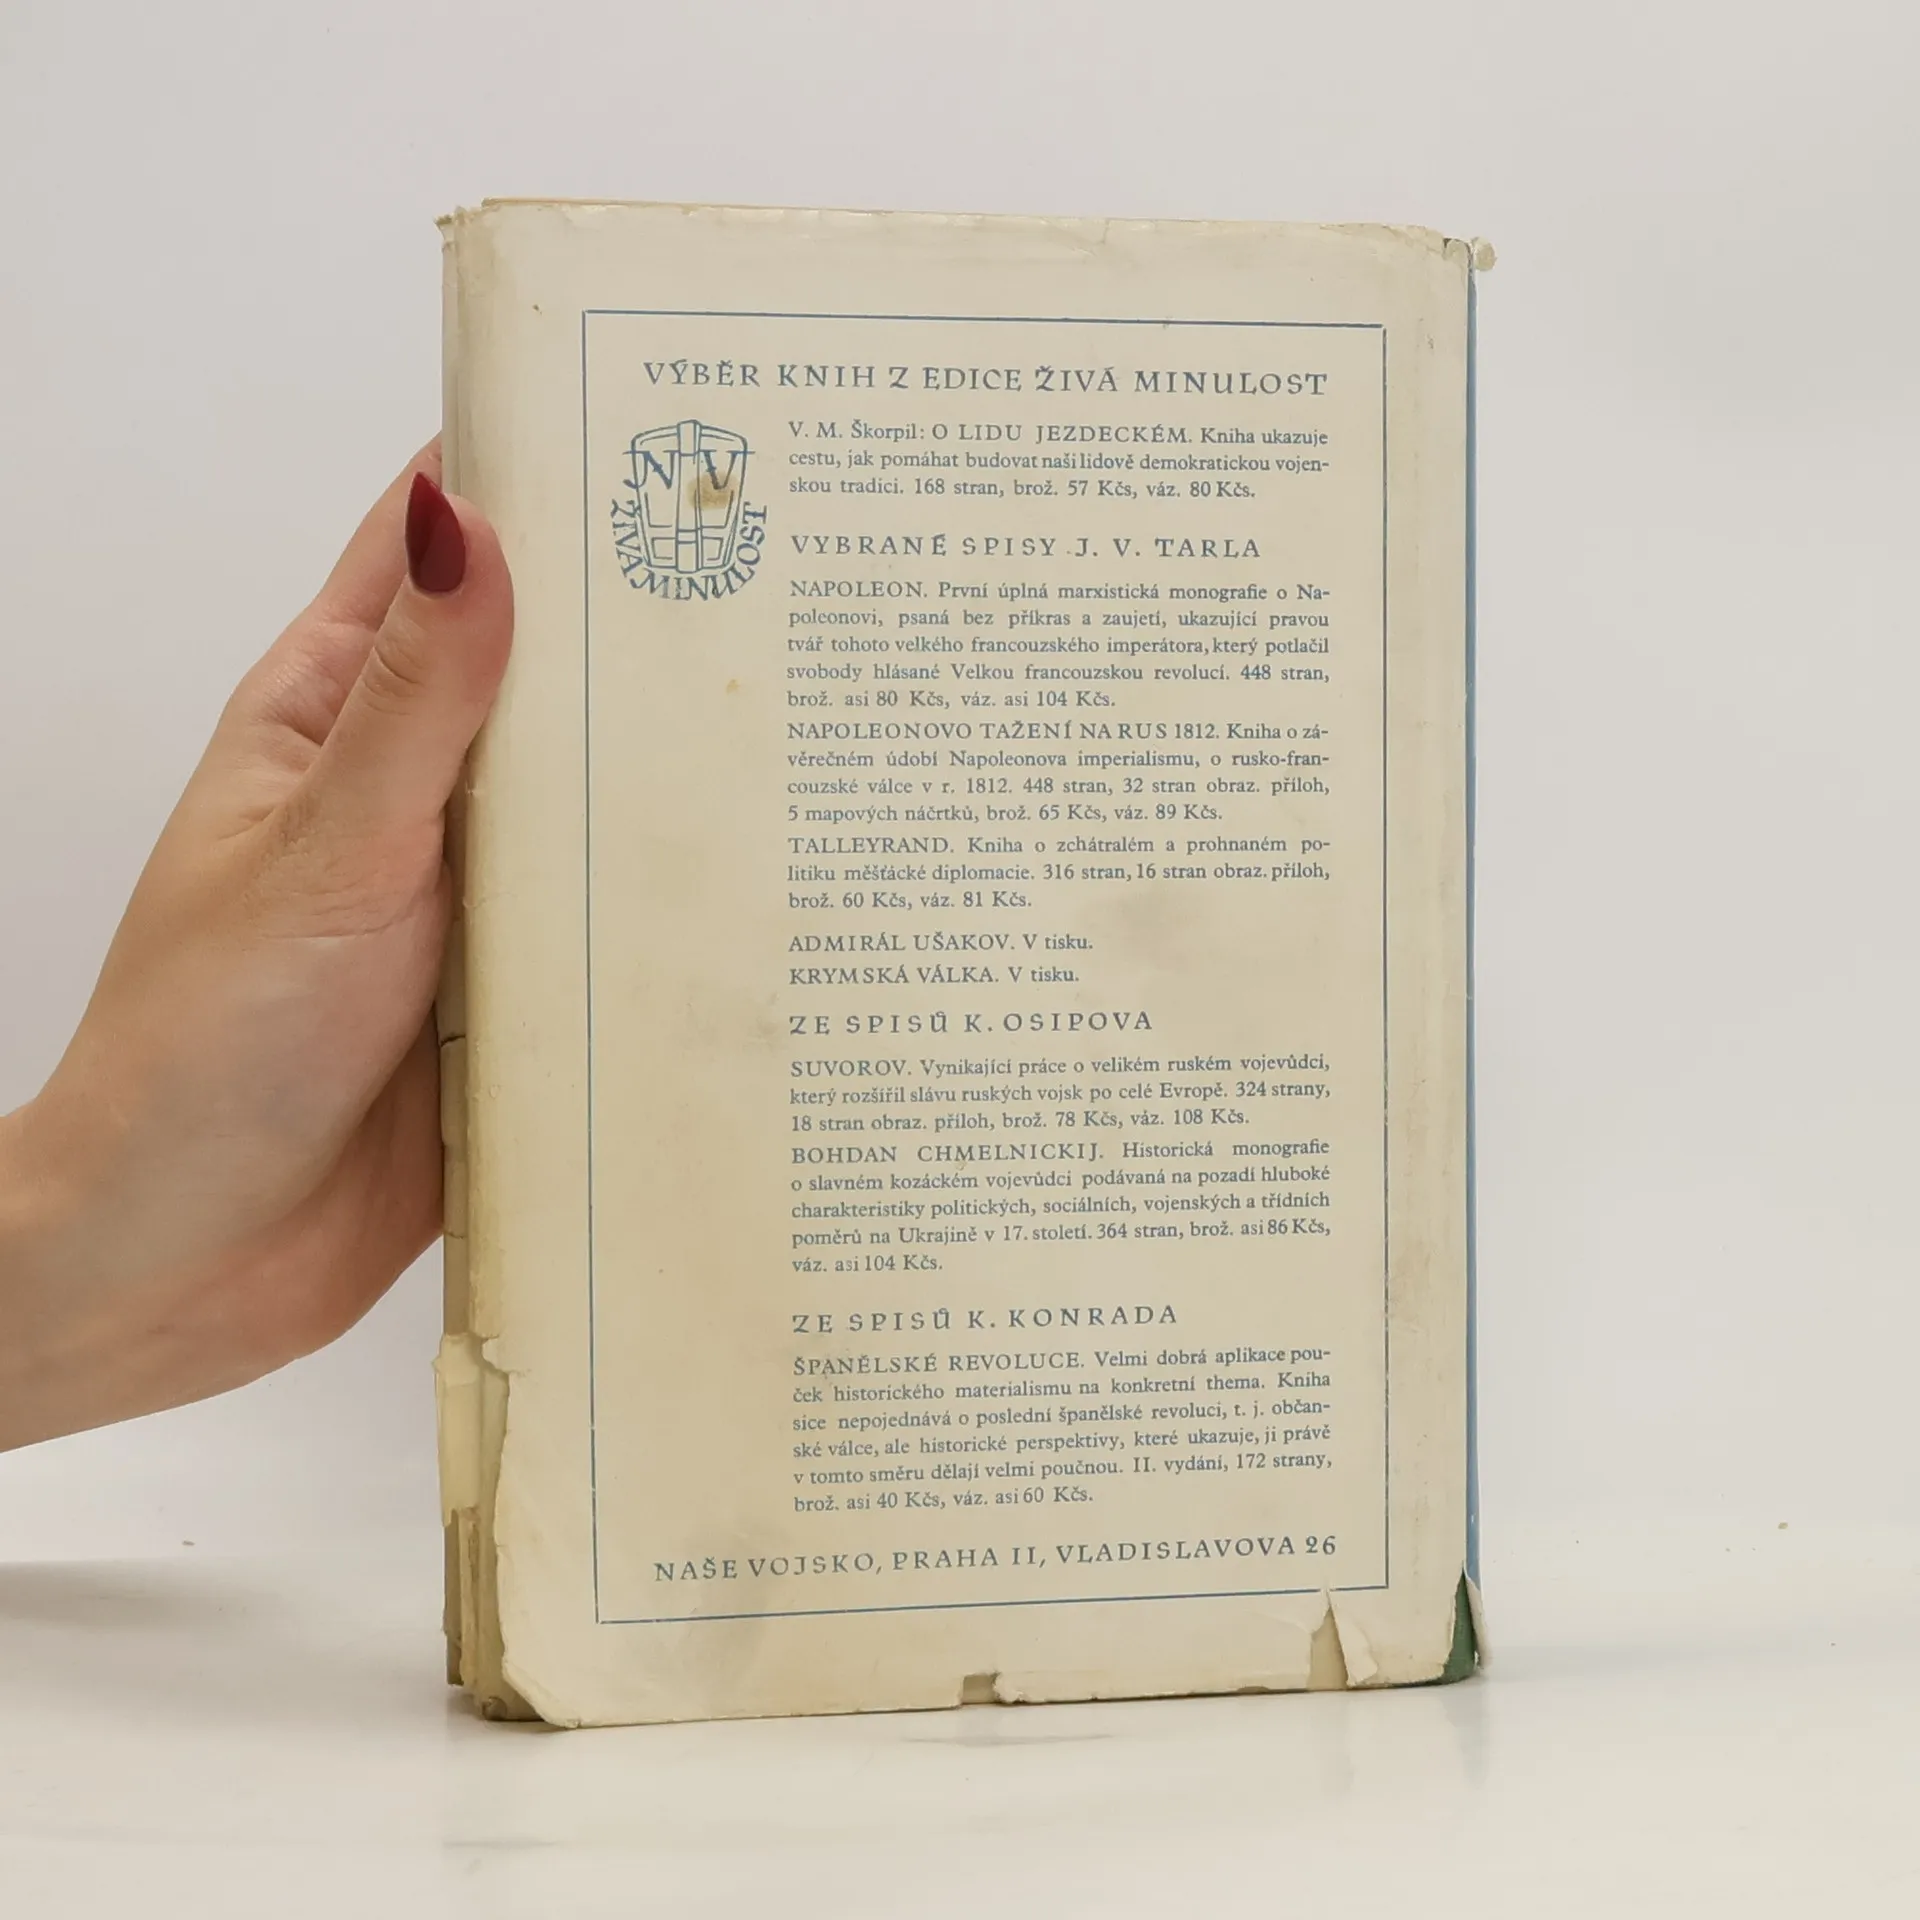 VÝBĚR KNIH Z EDICE ŽIVÁ MINULOST
NV
ŽIVÁ MINULOST
V. M. Škorpil: O LIDU JEZDECKÉM. Kniha ukazuje
cestu, jak pomáhat budovat naši lidově demokratickou vojen-
skou tradici. 168 stran, brož. 57 Kčs, váz. 80 Kčs.
VYBRANÉ SPISY J. V. TARLA
NAPOLEON. První úplná marxistická monografie o Na-
poleonovi, psaná bez příkras a zaujetí, ukazující pravou
tvář tohoto velkého francouzského imperátora, který potlačil
svobody hlásané Velkou francouzskou revolucí. 448 stran,
brož. asi 80 Kčs, váz. asi 104 Kčs.
NAPOLEONOVO TAŽENÍ NA RUS 1812. Kniha o zá-
věrečném údobí Napoleonova imperialismu, o rusko-fran-
couzské válce v r. 1812. 448 stran, 32 stran obraz. příloh,
5 mapových náčrtků, brož. 65 Kčs, váz. 89 Kčs.
TALLEYRAND. Kniha o zchátralém a prohnaném po-
litiku měšťácké diplomacie. 316 stran, 16 stran obraz. příloh,
brož. 60 Kčs, váz. 81 Kčs.
ADMIRÁL UŠAKOV. V tisku.
KRYMSKÁ VÁLKA. V tisku.
ZE SPISŮ K. OSIPOVA
SUVOROV. Vynikající práce o velikém ruském vojevůdci,
který rozšířil slávu ruských vojsk po celé Evropě. 324 strany,
18 stran obraz. příloh, brož. 78 Kčs, váz. 108 Kčs.
BOHDAN CHMELNICKIJ. Historická monografie
o slavném kozáckém vojevůdci podávaná na pozadí hluboké
charakteristiky politických, sociálních, vojenských a třídních
poměrů na Ukrajině v 17. století. 364 stran, brož. asi 86 Kčs,
váz. asi 104 Kčs.
ZE SPISŮ K. KONRADA
ŠPANĚLSKÉ REVOLUCE. Velmi dobrá aplikace pou-
ček historického materialismu na konkretní thema. Kniha
sice nepojednává o poslední španělské revoluci, t. j. občan-
ské válce, ale historické perspektivy, které ukazuje, ji právě
v tomto směru dělají velmi poučnou. II. vydání, 172 strany,
brož. asi 40 Kčs, váz. asi 60 Kčs.
NAŠE VOJSKO, PRAHA II, VLADISLAVOVA 26